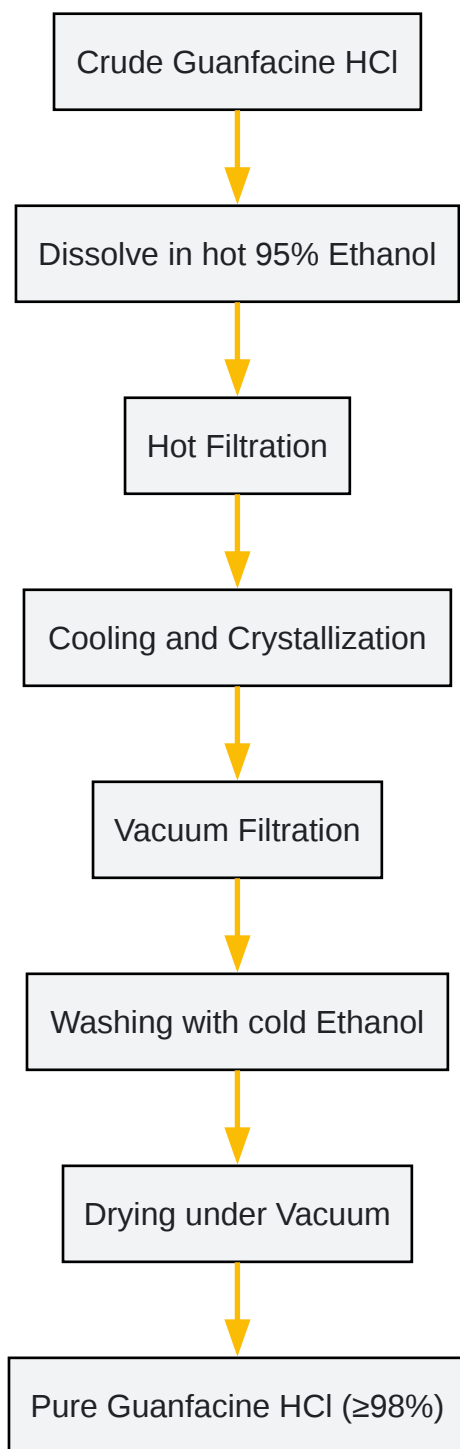 Crude Guanfacine HCl
Dissolve in hot 95% Ethanol
Hot Filtration
Cooling and Crystallization
Vacuum Filtration
Washing with cold Ethanol
Drying under Vacuum
Pure Guanfacine HCl (≥98%)